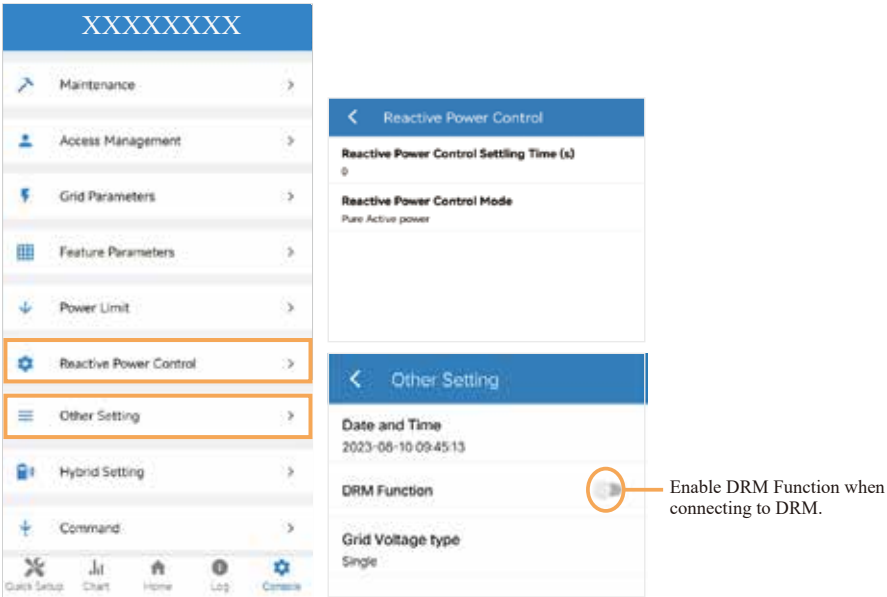 XXXXXXXX
Maintenance
Access Management
Grid Parameters
Feature Parameters
Power Limit
Reactive Power Control
Other Setting
Hybrid Setting
Command
Quick Setup
Chart
Home
Log
Console
Reactive Power Control
Reactive Power Control Settling Time (s)
0
Reactive Power Control Mode
Pure Active power
Other Setting
Date and Time
2023-08-10 09:45:13
DRM Function
Grid Voltage type
Single
Enable DRM Function when
connecting to DRM.